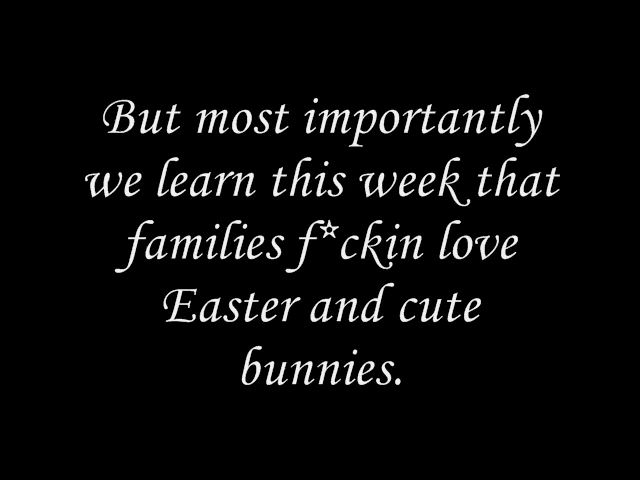 But most importantly
we learn this week that
families f*ckin love
Easter and cute
bunnies.